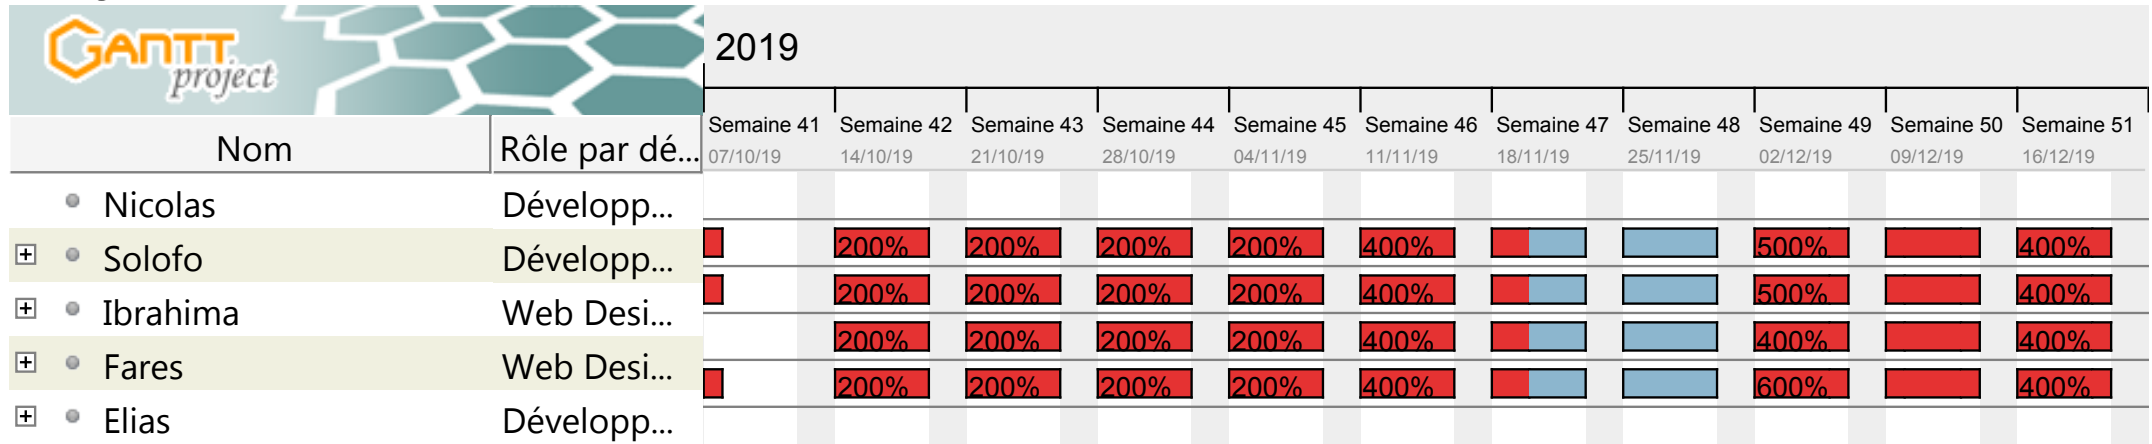 GANTT
project
2019
Nom Rôle par dé...
Semaine 41 Semaine 42 Semaine 43 Semaine 44 Semaine 45 Semaine 46 Semaine 47 Semaine 48 Semaine 49 Semaine 50 Semaine 51
07/10/19 14/10/19 21/10/19 28/10/19 04/11/19 11/11/19 18/11/19 25/11/19 02/12/19 09/12/19 16/12/19
Nicolas Développ...
Solofo Développ... 200% 200% 200% 200% 400% 500% 400%
Ibrahima Web Desi... 200% 200% 200% 200% 400% 500% 400%
Fares Web Desi... 200% 200% 200% 200% 400% 400% 400%
Elias Développ... 200% 200% 200% 200% 400% 600% 400%